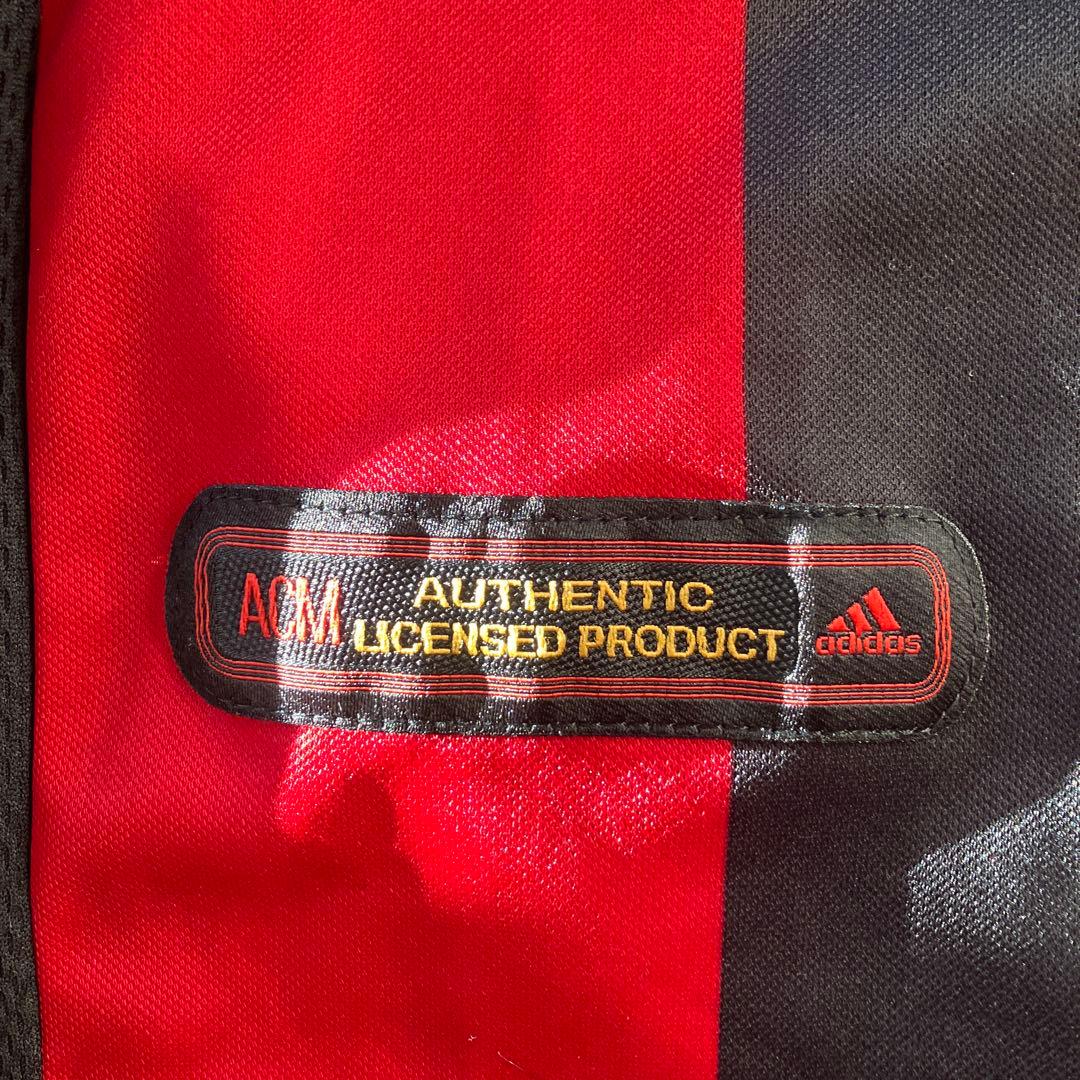 ACM
AUTHENTIC
LICENSED PRODUCT
adidas